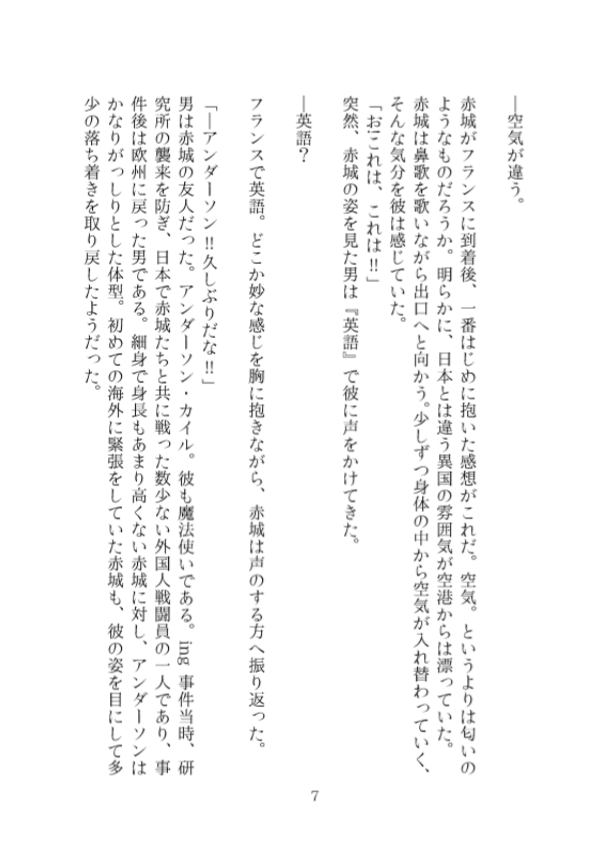 ―空気が違う。
赤城がフランスに到着後、一番はじめに抱いた感想がこれだ。空気。というよりは匂いの
ようなものだろうか。明らかに、日本とは違う異国の雰囲気が空港からは漂っていた。
赤城は鼻歌を歌いながら出口へと向かう。少しずつ身体の中から空気が入れ替わっていく、
そんな気分を彼は感じていた。
「お!これは、これは!!」
突然、赤城の姿を見た男は『英語』で彼に声をかけてきた。
―英語？
フランスで英語。どこか妙な感じを胸に抱きながら、赤城は声のする方へ振り返った。
「―アンダーソン!!久しぶりだな!!」
男は赤城の友人だった。アンダーソン・カイル。彼も魔法使いである。ing 事件当時、研
究所の襲来を防ぎ、日本で赤城たちと共に戦った数少ない外国人戦闘員の一人であり、事
件後は欧州に戻った男である。細身で身長もあまり高くない赤城に対し、アンダーソンは
かなりがっしりとした体型。初めての海外に緊張をしていた赤城も、彼の姿を目にして多
少の落ち着きを取り戻したようだった。
7